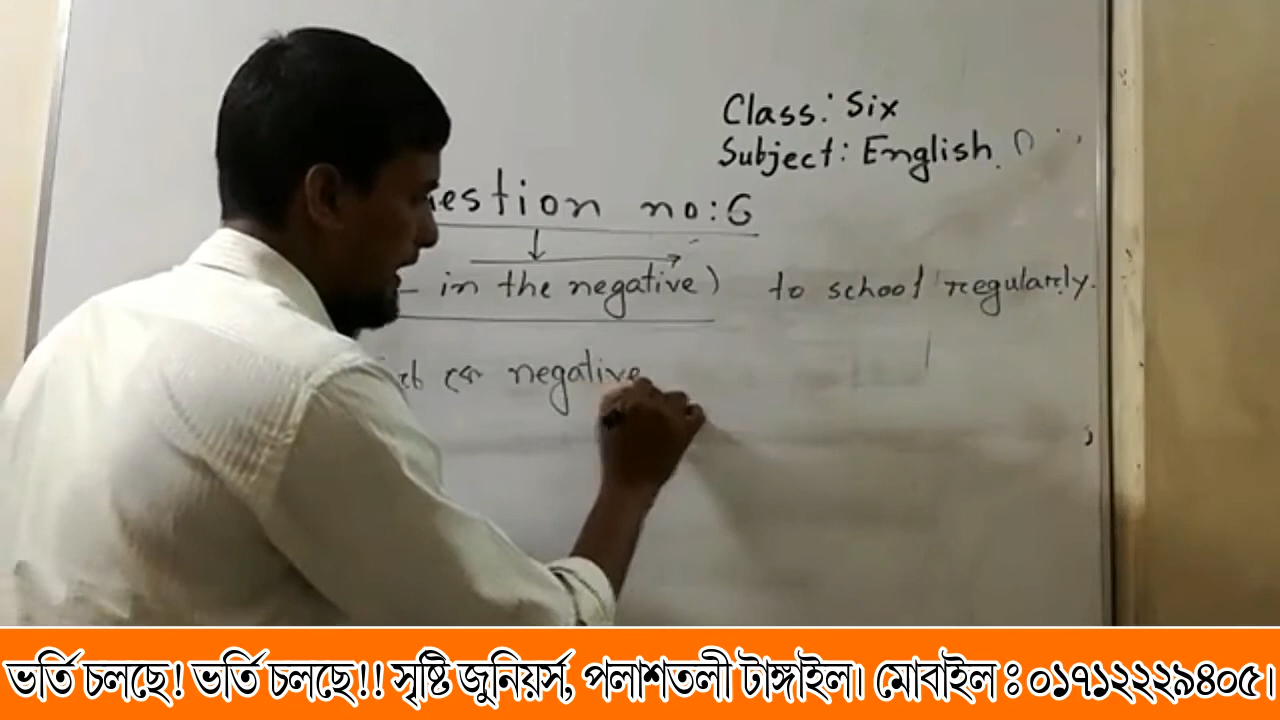 Class: Six
Subject: English
estion no:6
in the negative) to school regularly.
কে negative
ভর্তি চলছে! ভর্তি চলছে!! সৃষ্টি জুনিয়র্স, পলাশতলী টাঙ্গাইল। মোবাইল ঃ ০১৭১২২২৯৪০৫।